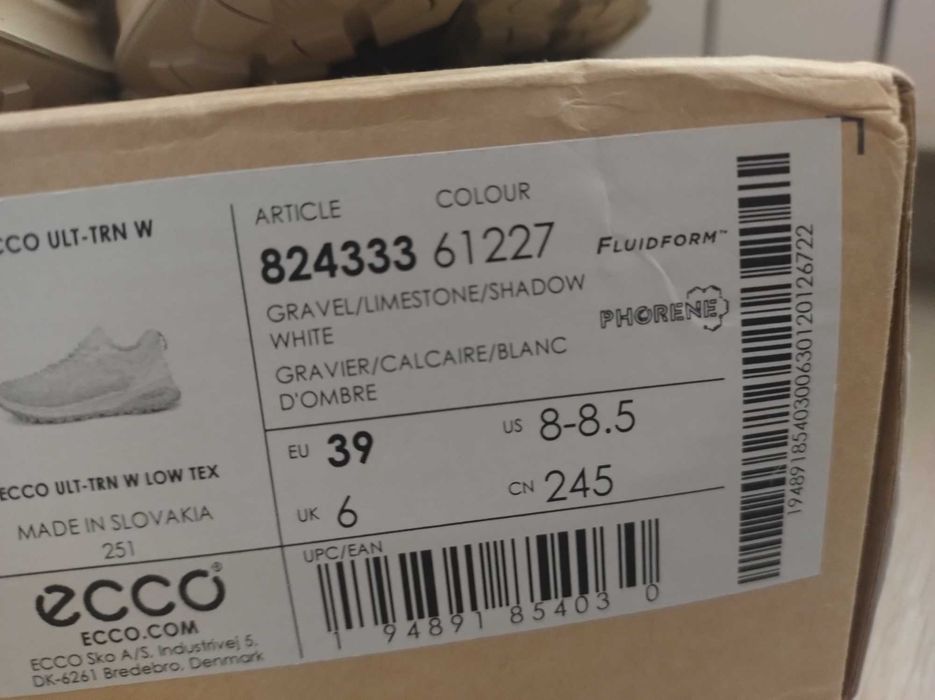 CCO ULT-TRN W
ECCO ULT-TRN W LOW TEX
MADE IN SLOVAKIA
251
ecco®
ECCO.COM
ECCO Sko A/S, Industrivej 5,
DK-6261 Bredebro, Denmark
ARTICLE COLOUR
824333 61227
GRAVEL/LIMESTONE/SHADOW
WHITE
GRAVIER/CALCAIRE/BLANC
D'OMBRE
FLUIDFORM™
PHORENE
EU 39 US 8-8.5
UK 6 CN 245
UPC/EAN
1 94891 85403 0
1948918540300630120126722